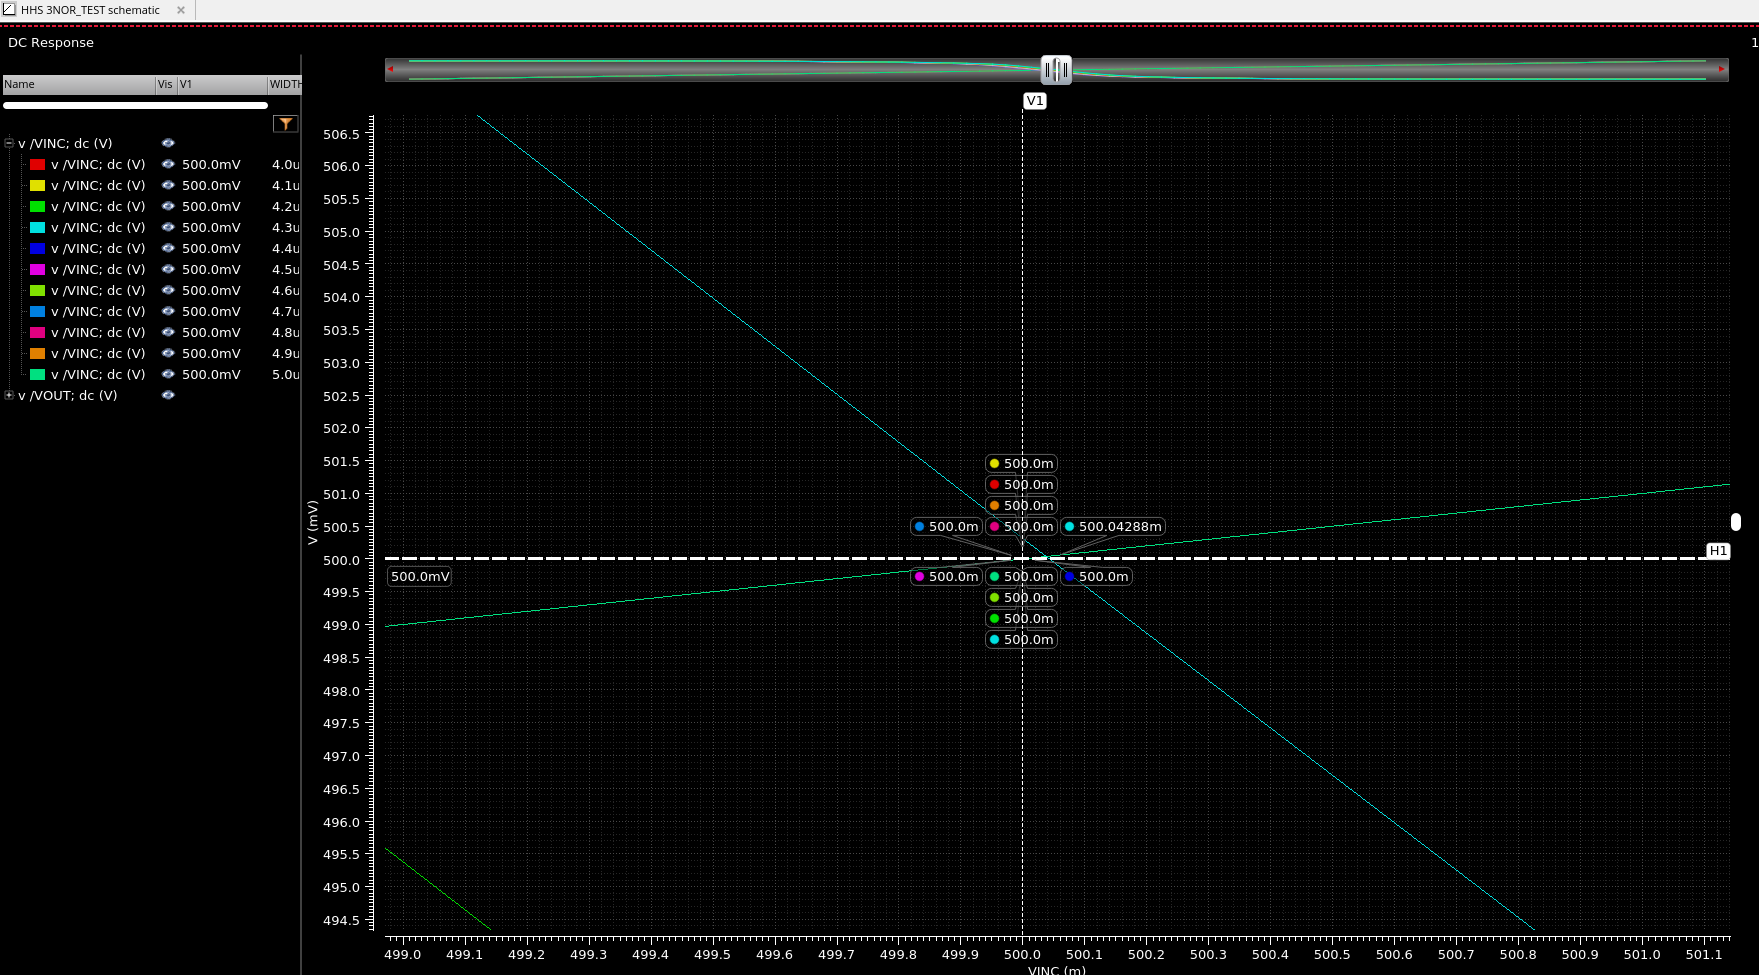 HHS 3NOR_TEST schematic ×
DC Response 1
Name Vis V1 WIDTH
V1
v /VINC; dc (V)
v /VINC; dc (V) 500.0mV 4.0u
v /VINC; dc (V) 500.0mV 4.1u
v /VINC; dc (V) 500.0mV 4.2u
v /VINC; dc (V) 500.0mV 4.3u
v /VINC; dc (V) 500.0mV 4.4u
v /VINC; dc (V) 500.0mV 4.5u
v /VINC; dc (V) 500.0mV 4.6u
v /VINC; dc (V) 500.0mV 4.7u
v /VINC; dc (V) 500.0mV 4.8u
v /VINC; dc (V) 500.0mV 4.9u
v /VINC; dc (V) 500.0mV 5.0u
v /VOUT; dc (V)
V (mV)
506.5
506.0
505.5
505.0
504.5
504.0
503.5
503.0
502.5
502.0
501.5
501.0
500.5
500.0
499.5
499.0
498.5
498.0
497.5
497.0
496.5
496.0
495.5
495.0
494.5
500.0m
500.0m
500.0m
500.0m 500.0m 500.04288m
H1
500.0mV
500.0m 500.0m 500.0m
500.0m
500.0m
500.0m
499.0 499.1 499.2 499.3 499.4 499.5 499.6 499.7 499.8 499.9 500.0 500.1 500.2 500.3 500.4 500.5 500.6 500.7 500.8 500.9 501.0 501.1
VINC (m)